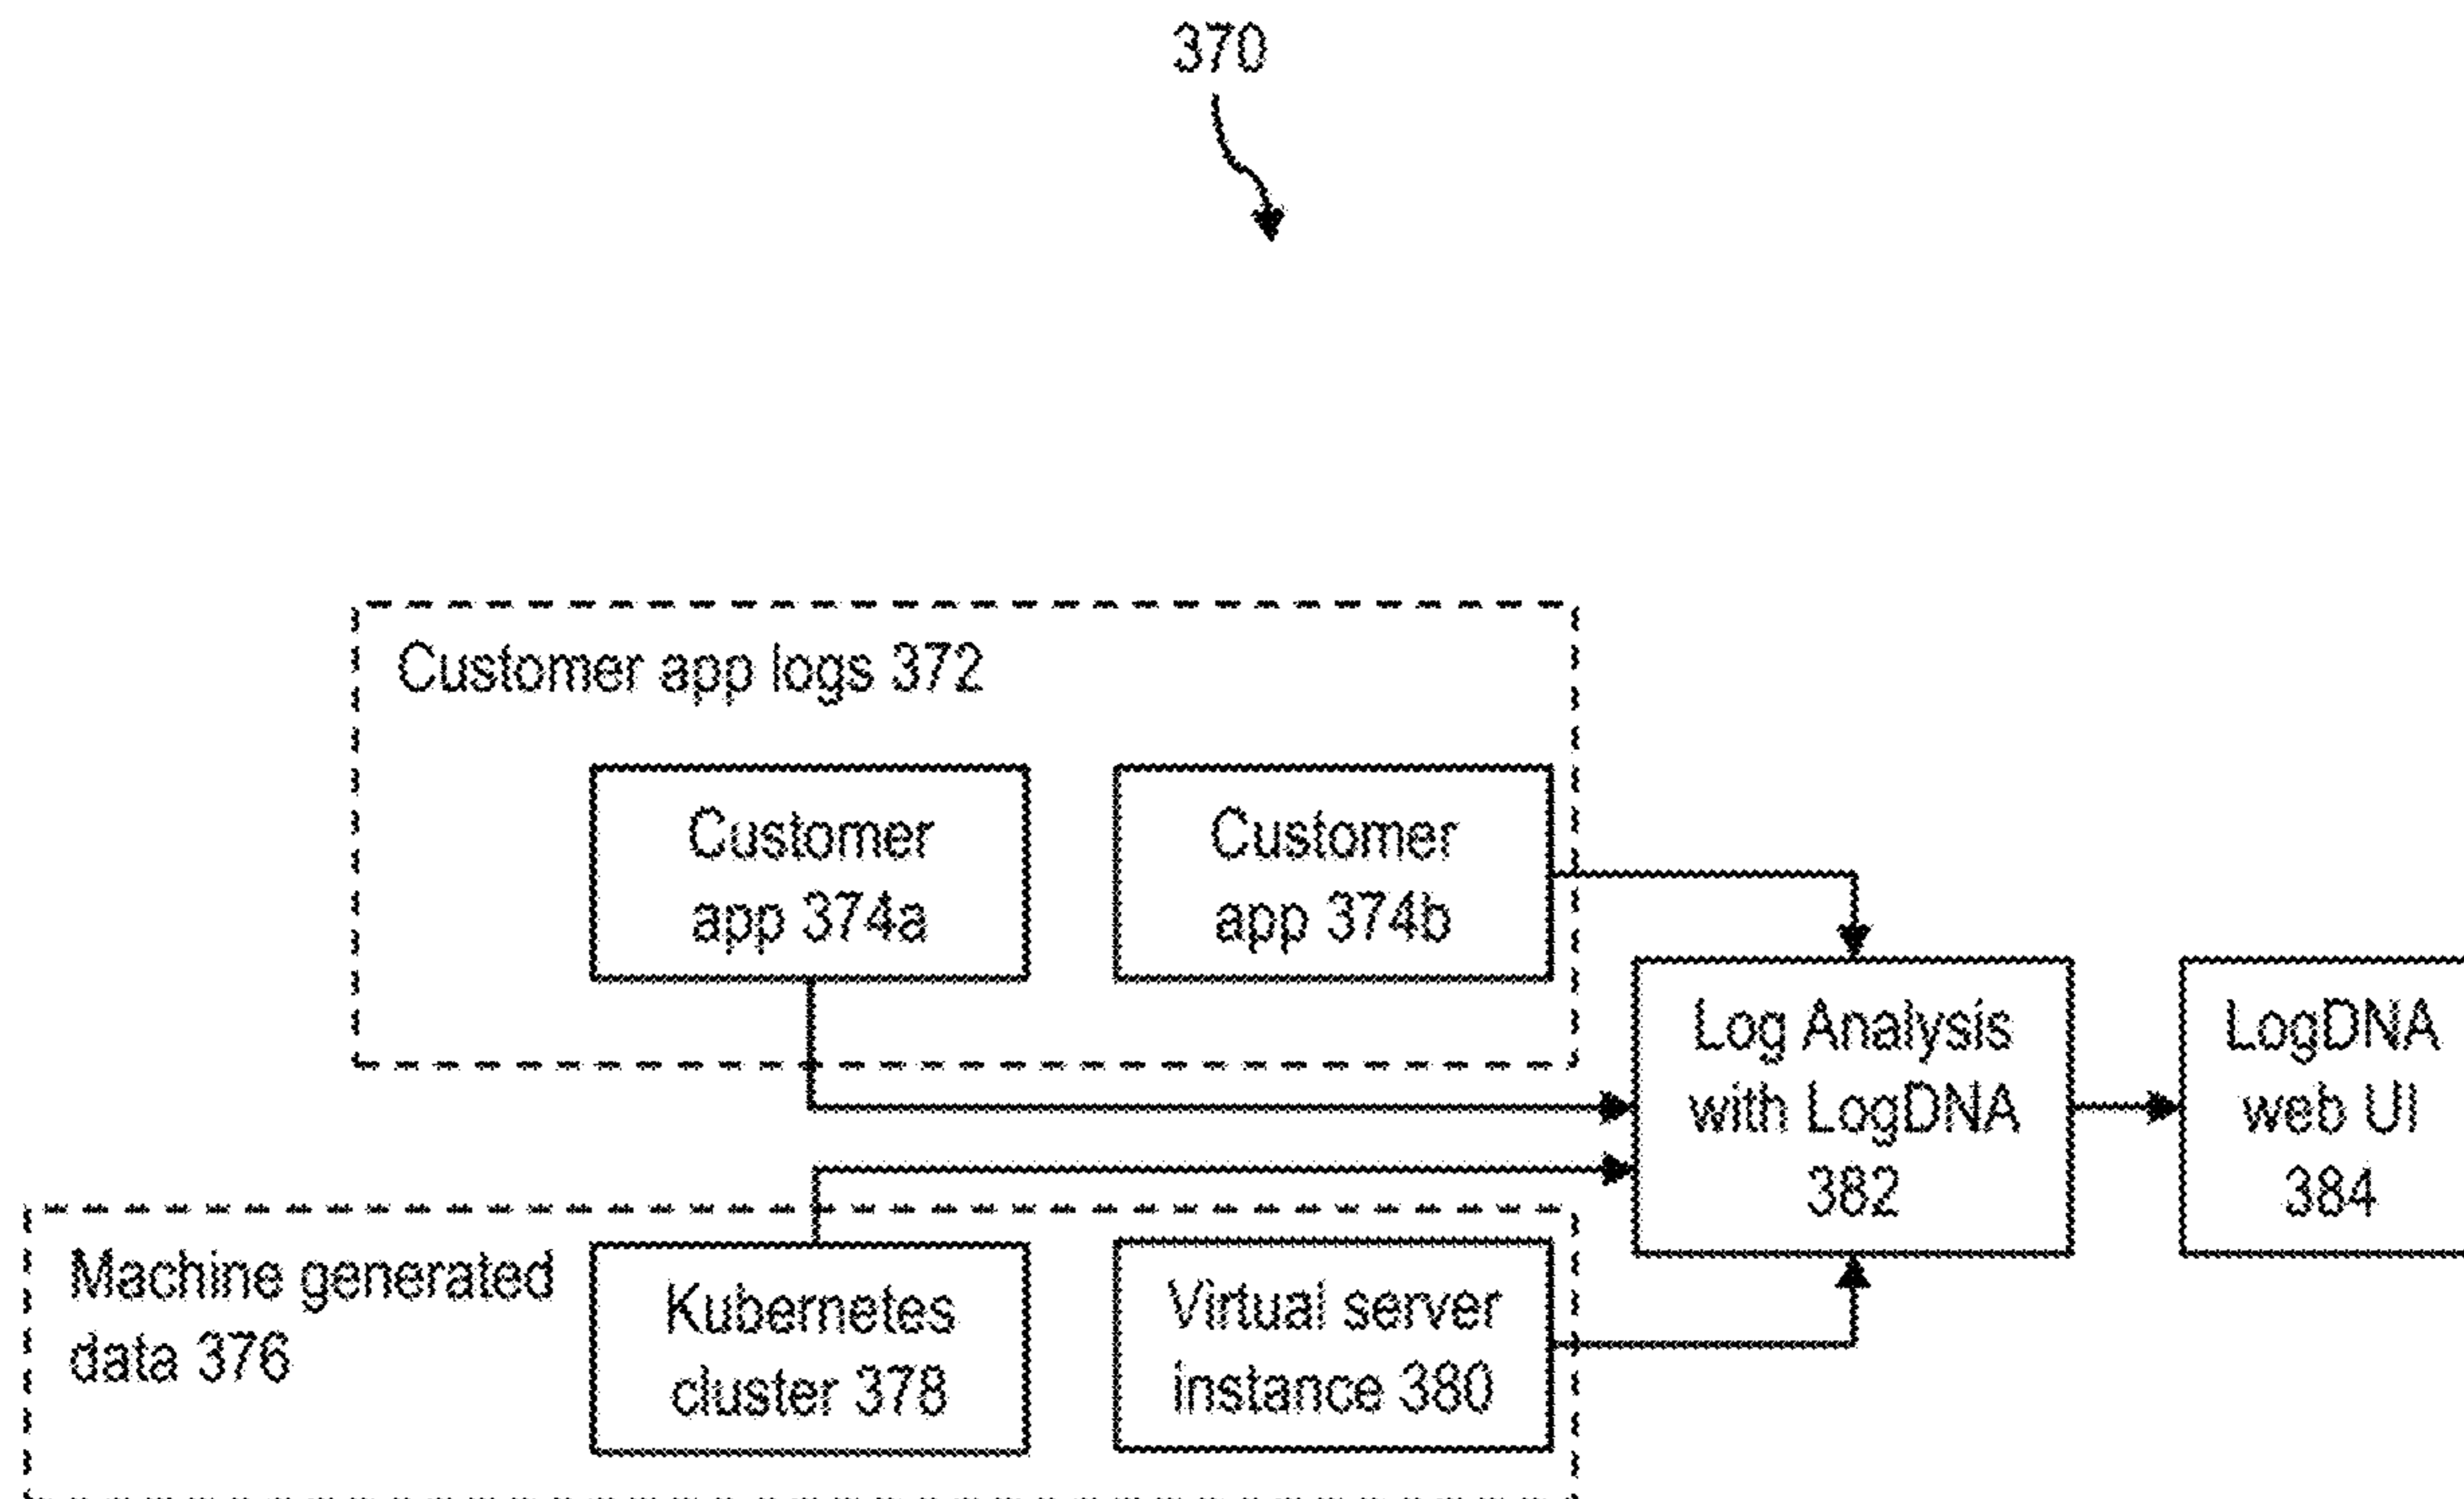 370
Customer app logs 372
Customer
app 374a
Customer
app 374b
Log Analysis
with LogDNA
382
LogDNA
web UI
384
Machine generated
data 376
Kubernetes
cluster 378
Virtual server
instance 380